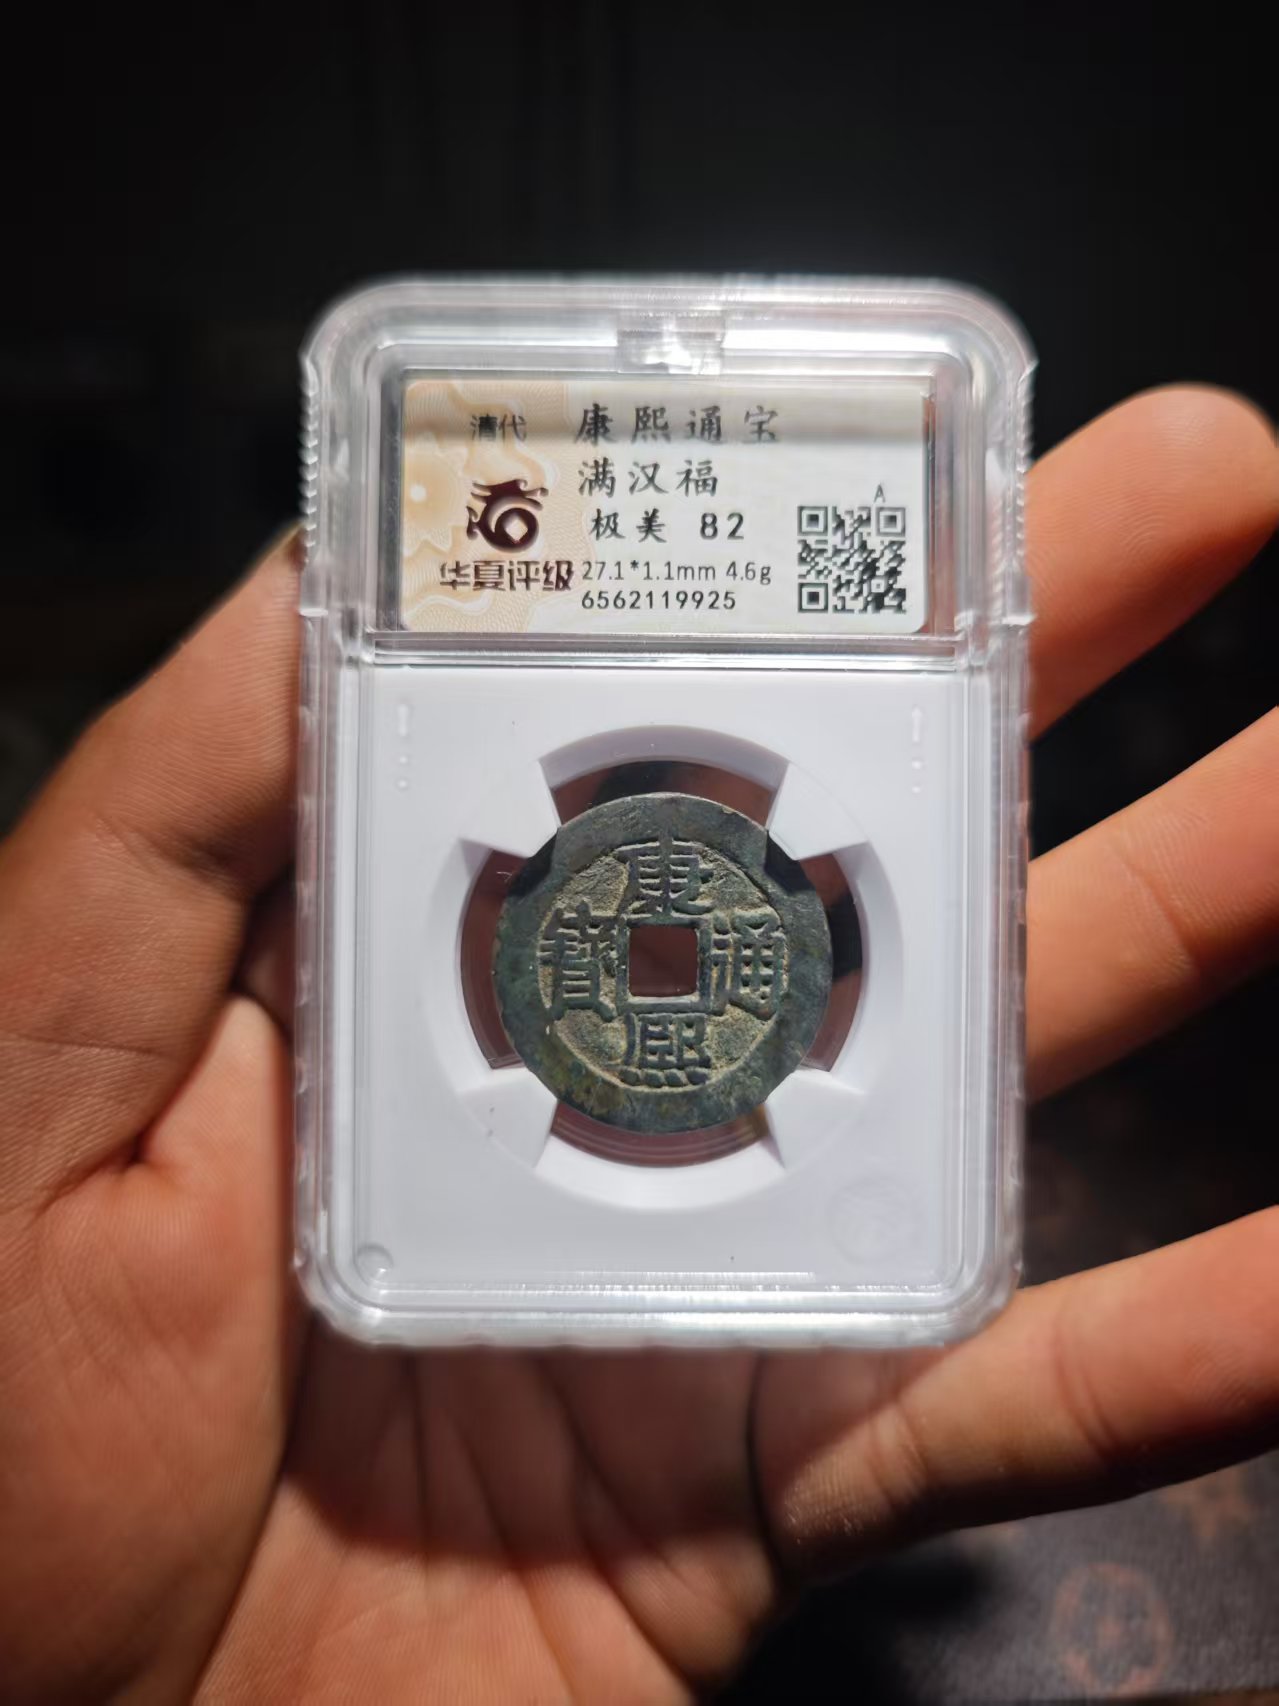 清代 康熙通宝
满汉福
极美 82
华夏评级 27.1*1.1mm 4.6g
6562119925
A
康熙通寶